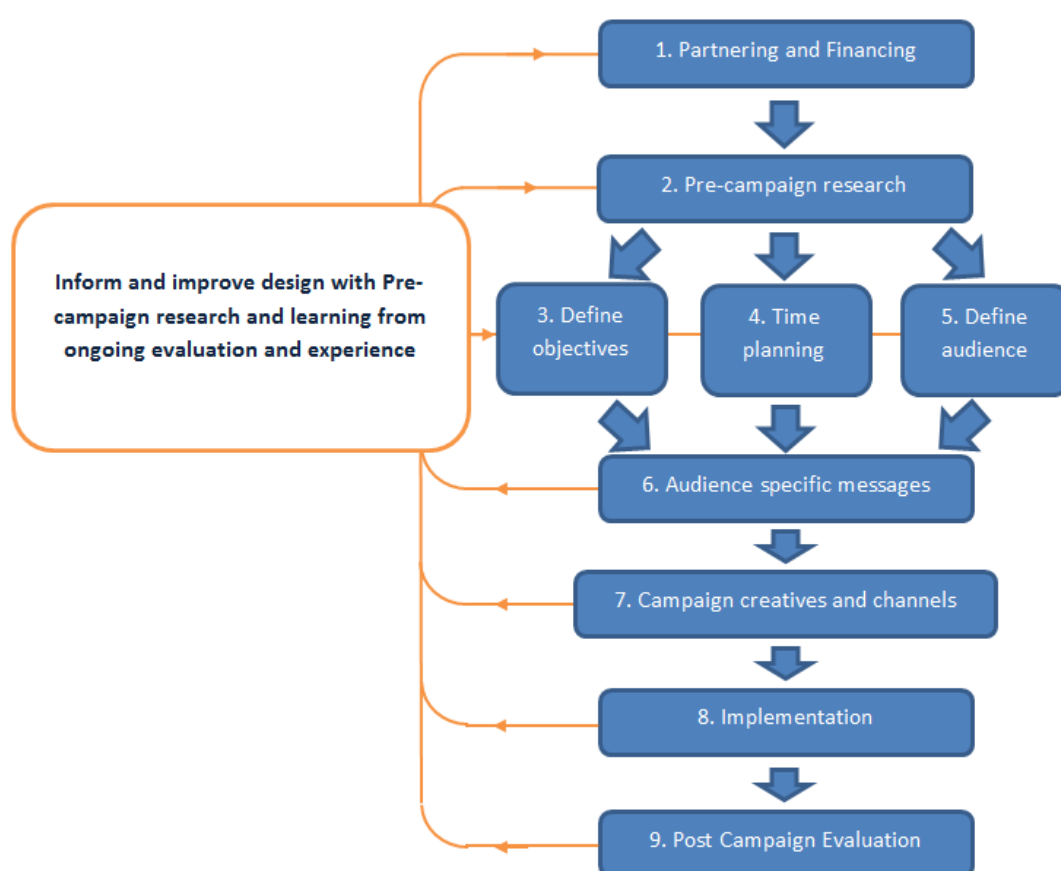 1. Partnering and Financing
2. Pre-campaign research
Inform and improve design with Pre-
campaign research and learning from
ongoing evaluation and experience
3. Define
objectives
4. Time
planning
5. Define
audience
6. Audience specific messages
7. Campaign creatives and channels
8. Implementation
9. Post Campaign Evaluation